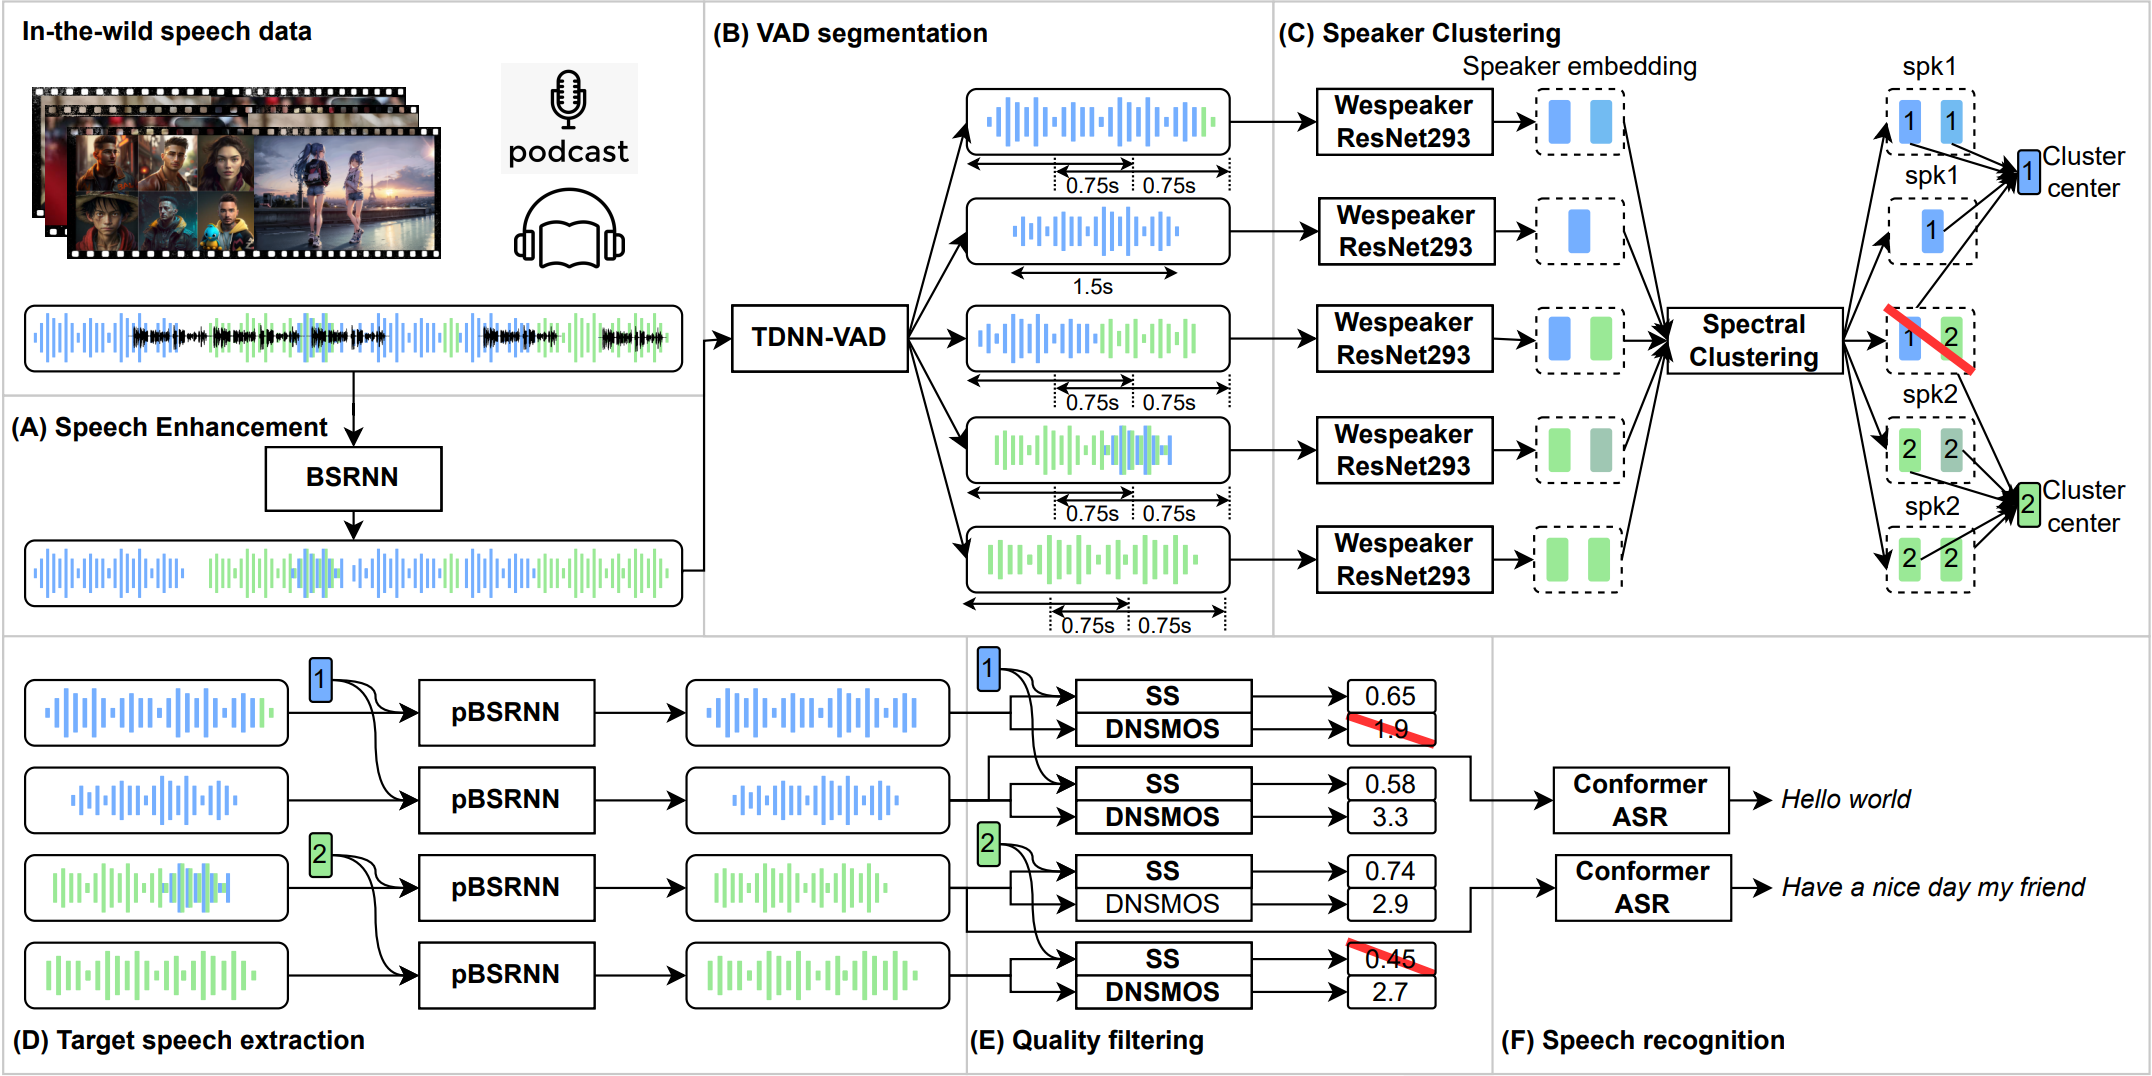 In-the-wild speech data
podcast
(A) Speech Enhancement
BSRNN
(B) VAD segmentation
TDNN-VAD
0.75s 0.75s
1.5s
0.75s 0.75s
0.75s 0.75s
0.75s 0.75s
(C) Speaker Clustering
Speaker embedding
Wespeaker
ResNet293
Wespeaker
ResNet293
Wespeaker
ResNet293
Wespeaker
ResNet293
Wespeaker
ResNet293
Spectral
Clustering
spk1
1 1
spk1
1
1 2
spk2
2 2
spk2
2 2
1
Cluster
center
2
Cluster
center
1
pBSRNN
pBSRNN
2
pBSRNN
pBSRNN
(D) Target speech extraction
1
SS 0.65
DNSMOS 1.9
SS 0.58
DNSMOS 3.3
2
SS 0.74
DNSMOS 2.9
SS 0.45
DNSMOS 2.7
(E) Quality filtering
Conformer
ASR
Hello world
Conformer
ASR
Have a nice day my friend
(F) Speech recognition